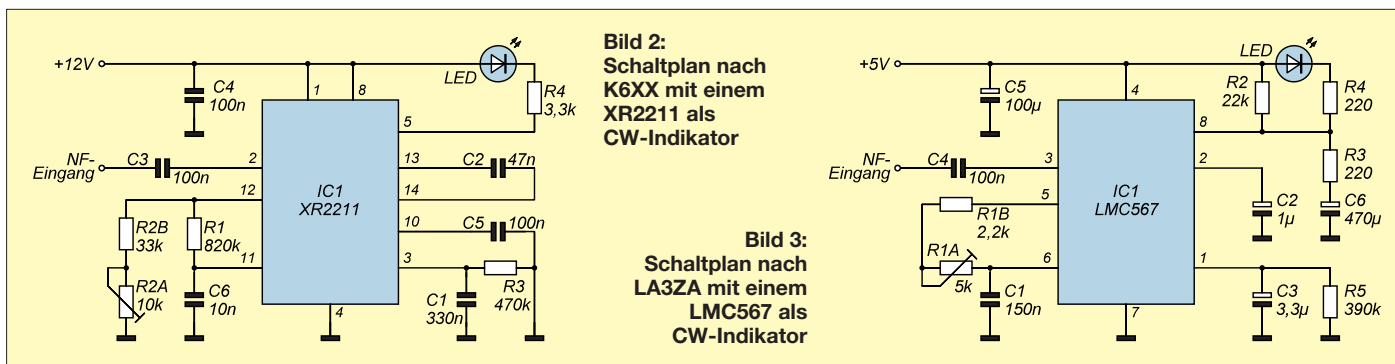 +12V
C4
100n
LED
R4
3,3k
1
8
5
NF-
Eingang
C3
100n
2
IC1
XR2211
13
C2
47n
14
12
10
C5
100n
R2B
33k
R1
820k
11
3
R2A
10k
C6
10n
4
C1
330n
R3
470k
Bild 2:
Schaltplan nach
K6XX mit einem
XR2211 als
CW-Indikator
Bild 3:
Schaltplan nach
LA3ZA mit einem
LMC567 als
CW-Indikator
+5V
C5
100µ
4
LED
R2
22k
R4
220
8
NF-
Eingang
C4
100n
3
IC1
LMC567
2
R3
220
5
R1B
2,2k
C2
1µ
C6
470µ
R1A
5k
6
1
C1
150n
7
C3
3,3µ
R5
390k